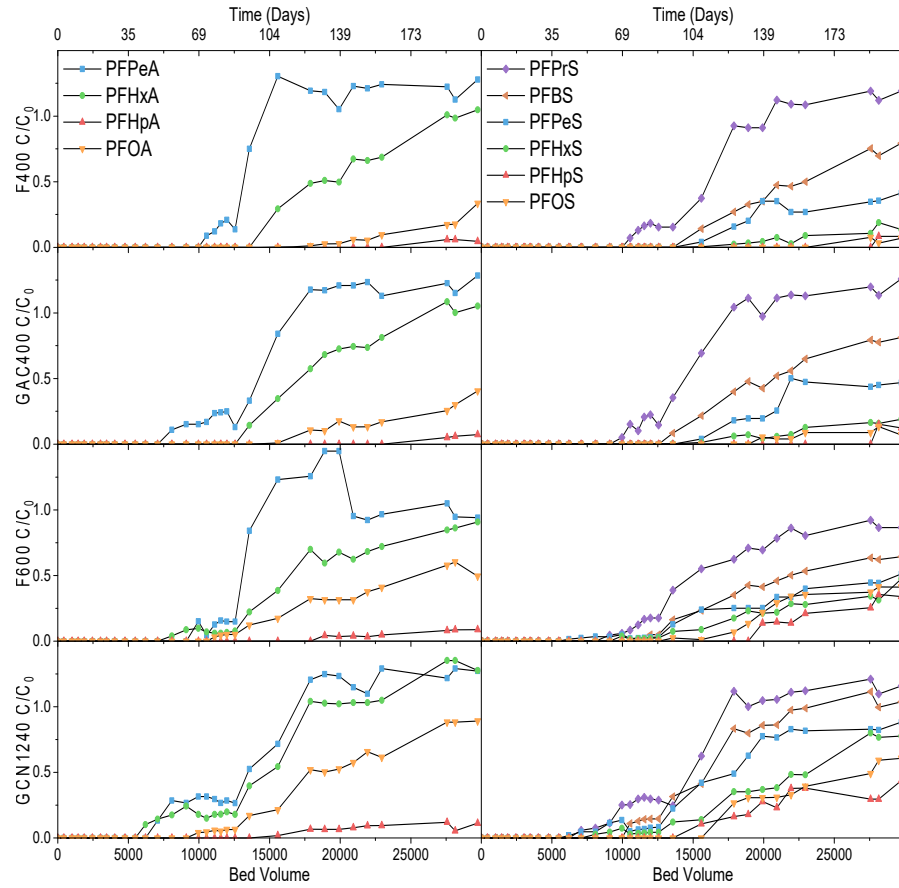 Time (Days) Time (Days)
0 35 69 104 139 173 0 35 69 104 139 173
F400 C/C0
1.0
0.5
0.0
PFPeA
PFHxA
PFHpA
PFOA
PFPrS
PFBS
PFPeS
PFHxS
PFHpS
PFOS
GAC400 C/C0
1.0
0.5
0.0
F600 C/C0
1.0
0.5
0.0
GCN1240 C/C0
1.0
0.5
0.0
0 5000 10000 15000 20000 25000 0 5000 10000 15000 20000 25000
Bed Volume Bed Volume